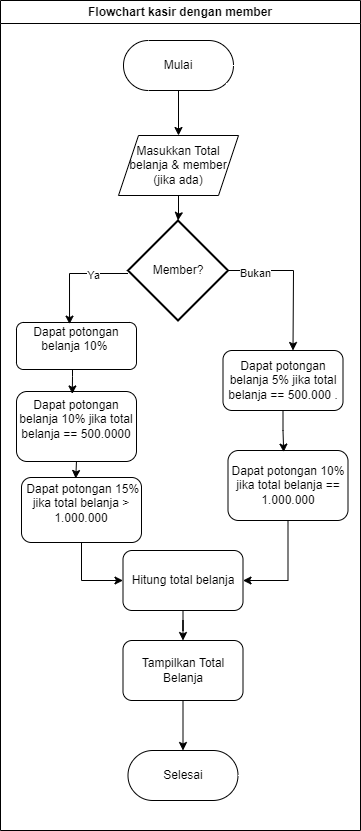 Flowchart kasir dengan member
Mulai
Masukkan Total
belanja & member
(jika ada)
Member?
Ya
Bukan
Dapat potongan
belanja 10%
Dapat potongan
belanja 5% jika total
belanja == 500.000 .
Dapat potongan
belanja 10% jika total
belanja == 500.0000
Dapat potongan 10%
jika total belanja ==
1.000.000
Dapat potongan 15%
jika total belanja >
1.000.000
Hitung total belanja
Tampilkan Total
Belanja
Selesai